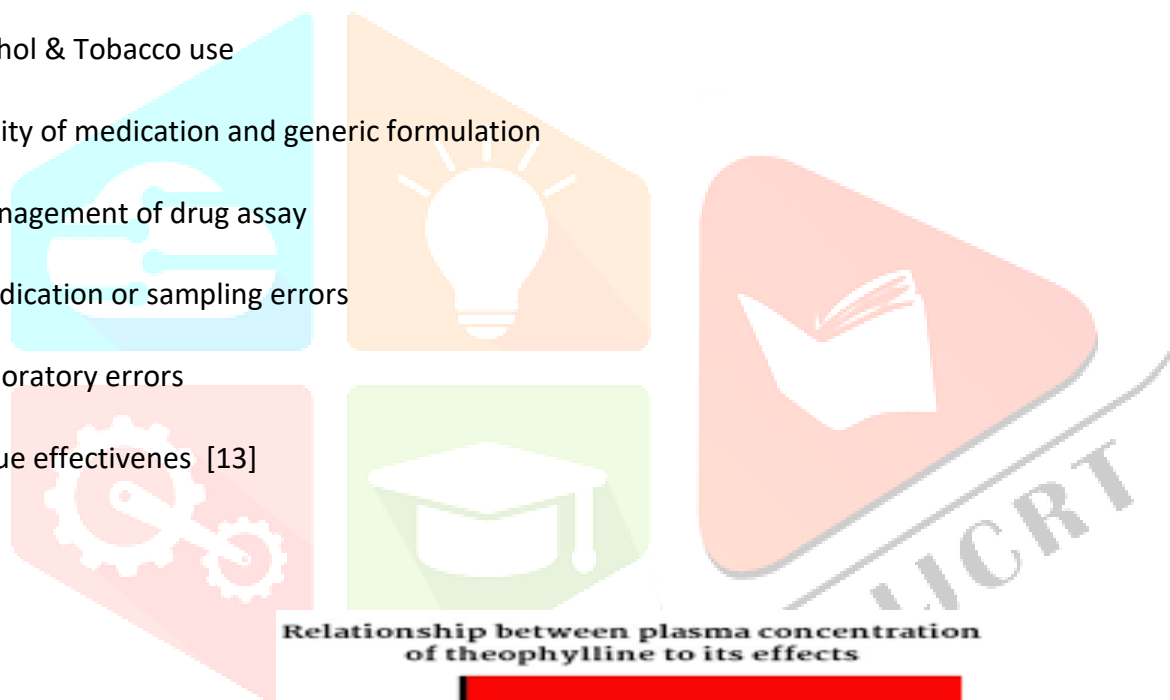 hol & Tobacco use
ity of medication and generic formulation
nagement of drug assay
dication or sampling errors
oratory errors
ue effectivenes [13]
IJCRT
Relationship between plasma concentration
of theophylline to its effects